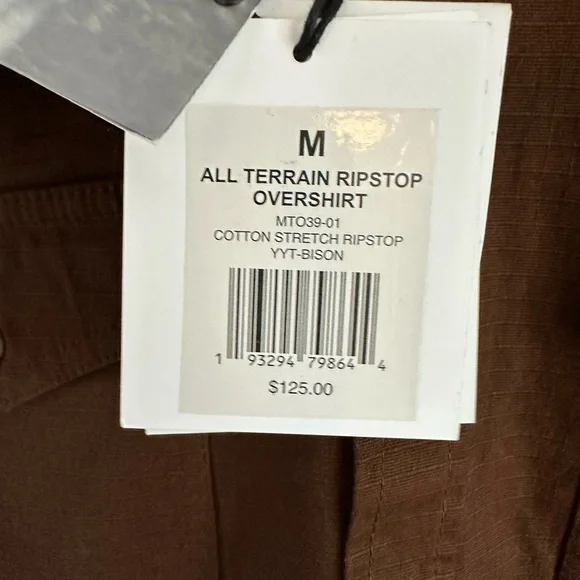 M
ALL TERRAIN RIPSTOP
OVERSHIRT
MTO39-01
COTTON STRETCH RIPSTOP
YYT-BISON
1 93294 79864 4
$125.00